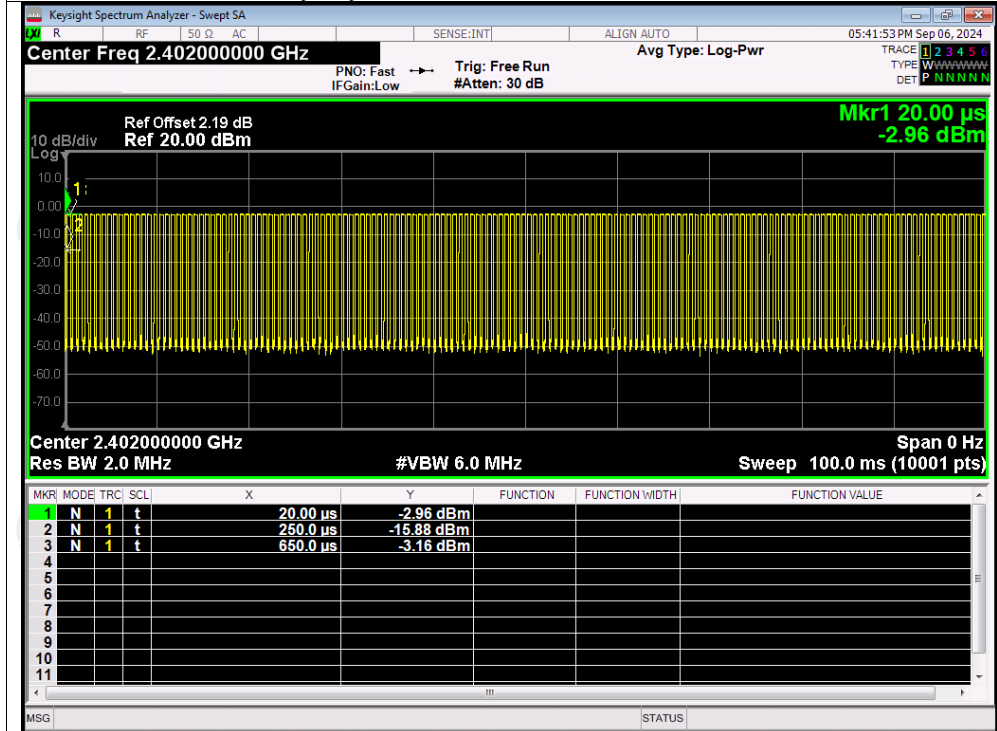 Keysight Spectrum Analyzer - Swept SA
LXI R RF 50 Ω AC SENSE:INT ALIGN AUTO 05:41:53 PM Sep 06, 2024
Center Freq 2.402000000 GHz Avg Type: Log-Pwr TRACE 1 2 3 4 5 6
PNO: Fast Trig: Free Run TYPE WWWWWW
IFGain:Low #Atten: 30 dB DET P N N N N N
Mkr1 20.00 µs
Ref Offset 2.19 dB
10 dB/div Ref 20.00 dBm -2.96 dBm
Log
10.0
1
0.00
2
-10.0
-20.0
-30.0
-40.0
-50.0
-60.0
-70.0
Center 2.402000000 GHz Span 0 Hz
Res BW 2.0 MHz #VBW 6.0 MHz Sweep 100.0 ms (10001 pts)
MKR MODE TRC SCL X Y FUNCTION FUNCTION WIDTH FUNCTION VALUE
1 N 1 t 20.00 µs -2.96 dBm
2 N 1 t 250.0 µs -15.88 dBm
3 N 1 t 650.0 µs -3.16 dBm
4
5
6
7
8
9
10
11
MSG STATUS